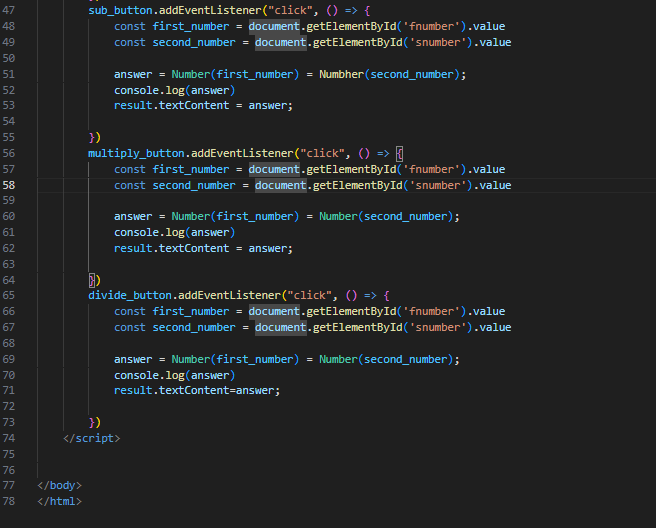 47 sub_button.addEventListener("click", () => {
48 const first_number = document.getElementById('fnumber').value
49 const second_number = document.getElementById('snumber').value
50
51 answer = Number(first_number) = Numbher(second_number);
52 console.log(answer)
53 result.textContent = answer;
54
55 })
56 multiply_button.addEventListener("click", () => {
57 const first_number = document.getElementById('fnumber').value
58 const second_number = document.getElementById('snumber').value
59
60 answer = Number(first_number) = Number(second_number);
61 console.log(answer)
62 result.textContent = answer;
63
64 })
65 divide_button.addEventListener("click", () => {
66 const first_number = document.getElementById('fnumber').value
67 const second_number = document.getElementById('snumber').value
68
69 answer = Number(first_number) = Number(second_number);
70 console.log(answer)
71 result.textContent=answer;
72
73 })
74 </script>
75
76
77 </body>
78 </html>